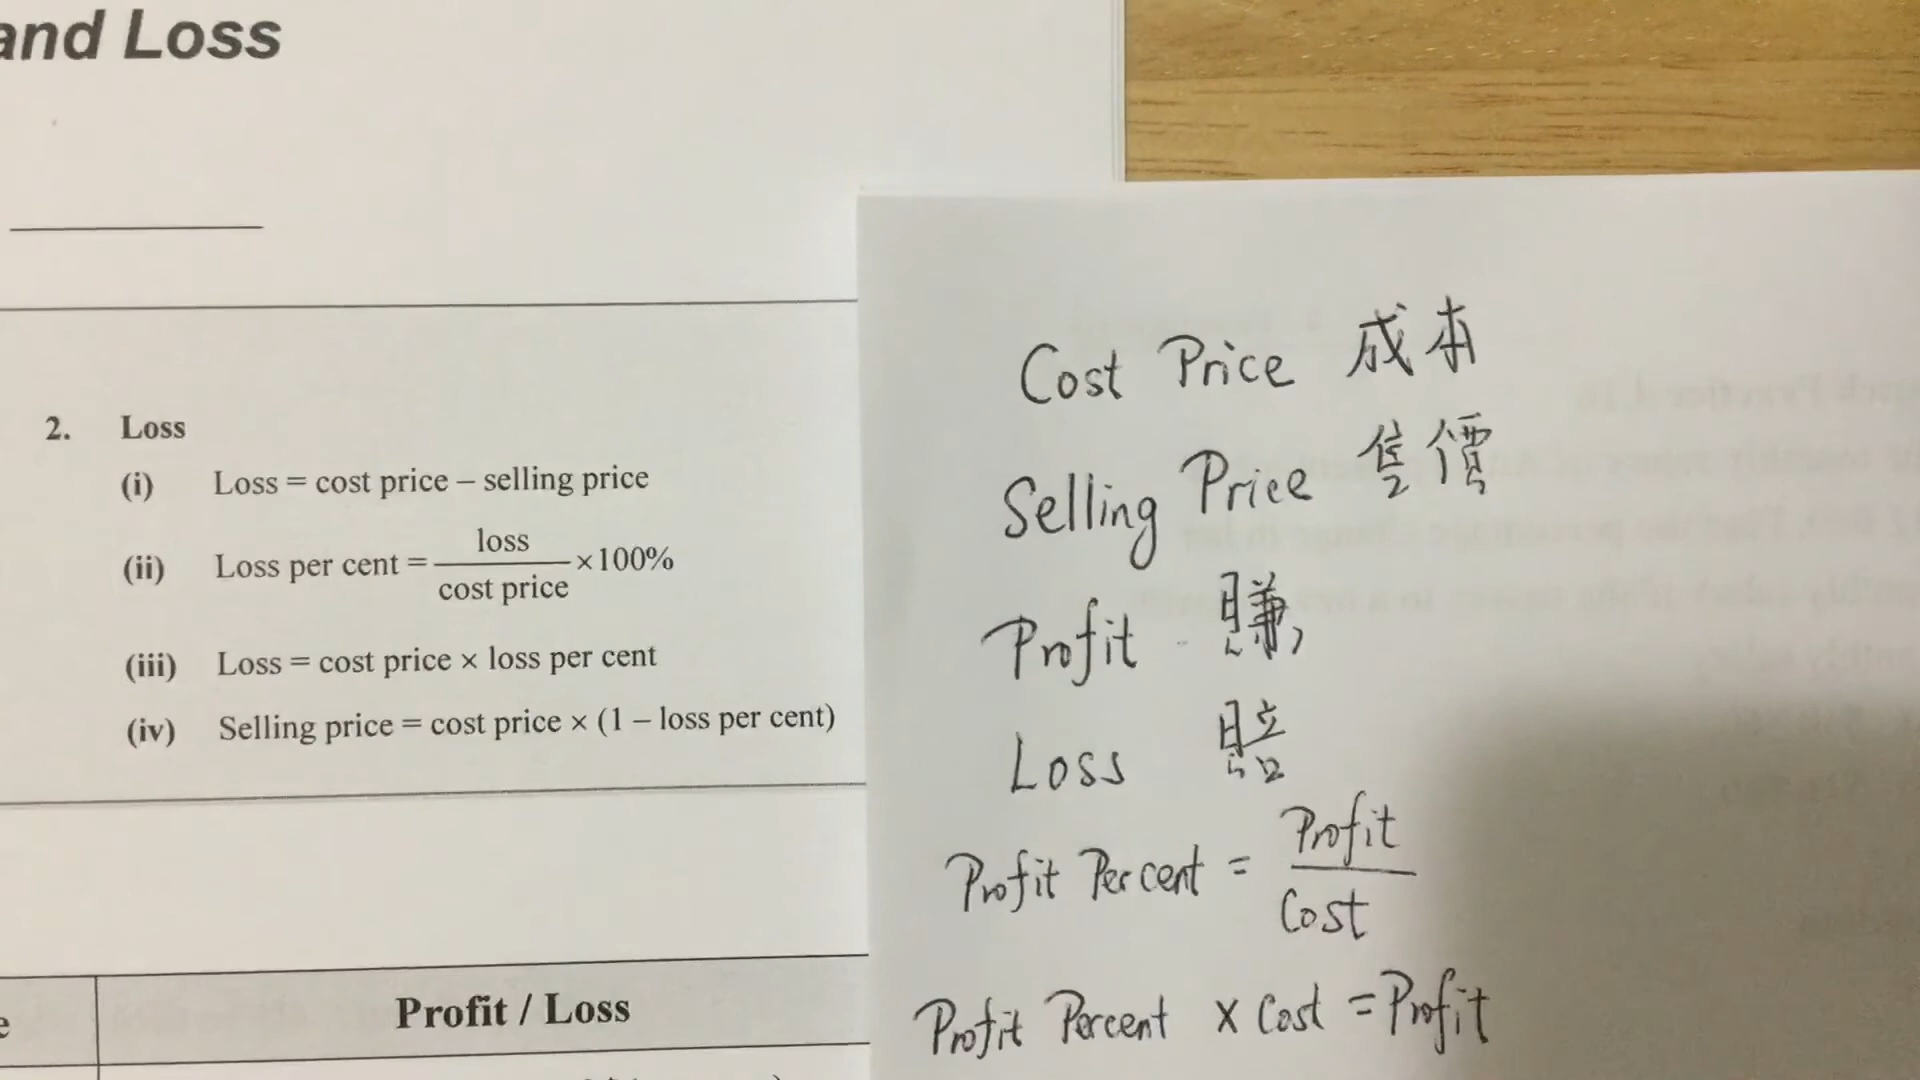 and Loss
2. Loss
(i) Loss = cost price – selling price
(ii) Loss per cent = loss / cost price × 100%
(iii) Loss = cost price × loss per cent
(iv) Selling price = cost price × (1 – loss per cent)
Profit / Loss
Cost Price 成本
Selling Price 售價
Profit 賺
Loss 賠
Profit Percent = Profit / Cost
Profit Percent × Cost = Profit